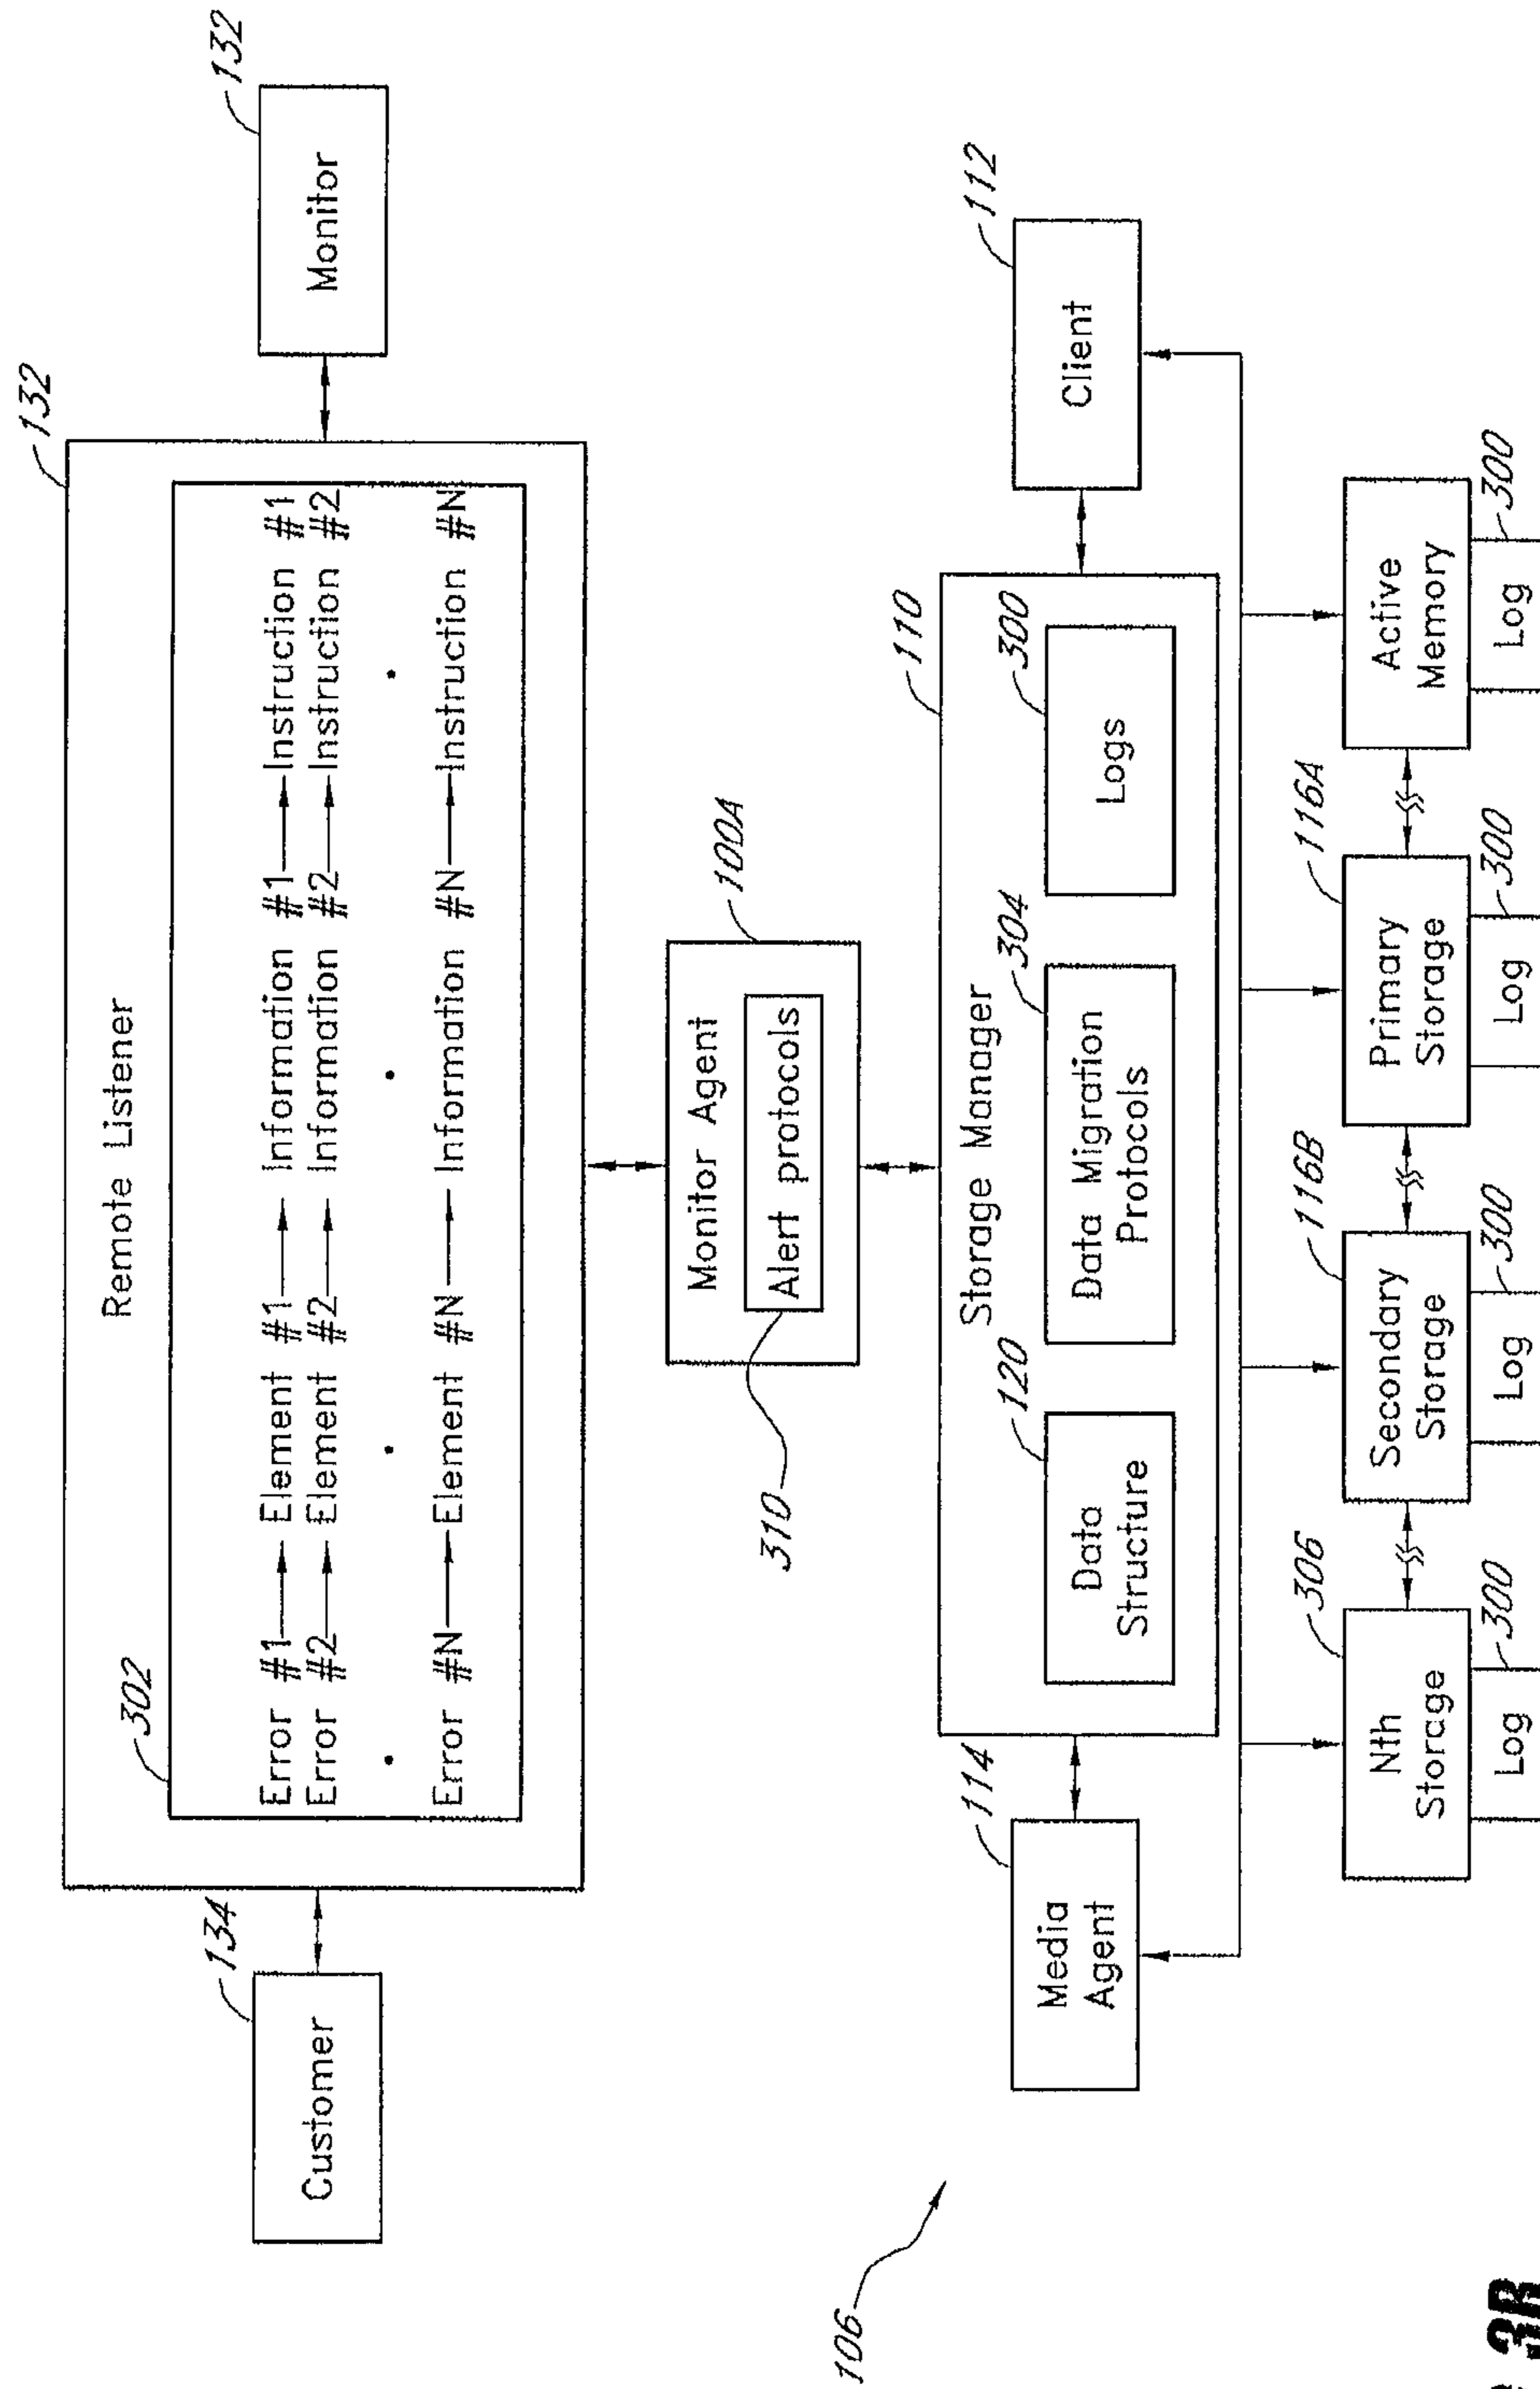 132
132
Remote Listener
302
134
Customer
Error #1 Element #1 Information #1 Instruction #1
Error #2 Element #2 Information #2 Instruction #2
. . . .
Error #N Element #N Information #N Instruction #N
Monitor
100A
Monitor Agent
310
Alert protocols
110
112
Storage Manager
114
120
304
300
Media
Agent
Data
Structure
Data Migration
Protocols
Logs
Client
106
306
116B
116A
Nth
Storage
Secondary
Storage
Primary
Storage
Active
Memory
300
300
300
300
Log
Log
Log
Log
3B